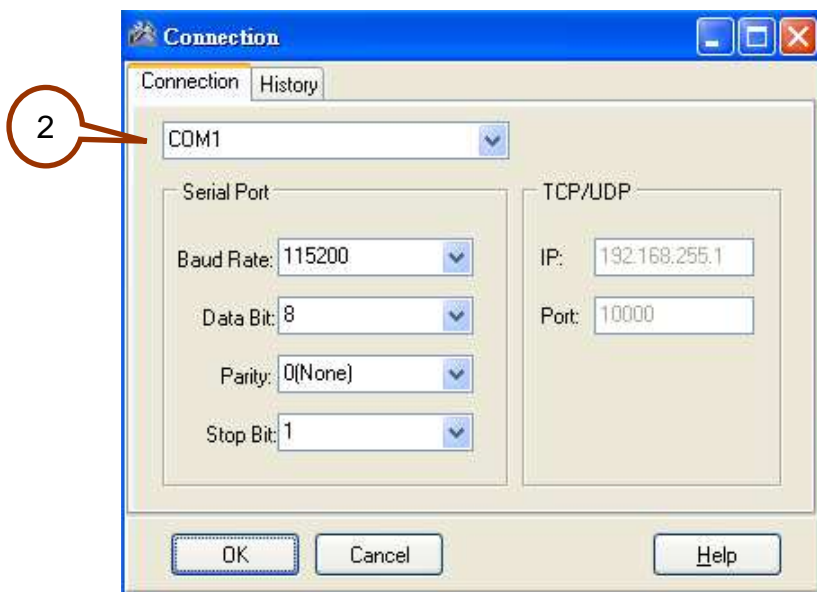 Connection
Connection History
2
COM1
Serial Port
Baud Rate: 115200
Data Bit: 8
Parity: 0(None)
Stop Bit: 1
TCP/UDP
IP: 192.168.255.1
Port: 10000
OK Cancel Help